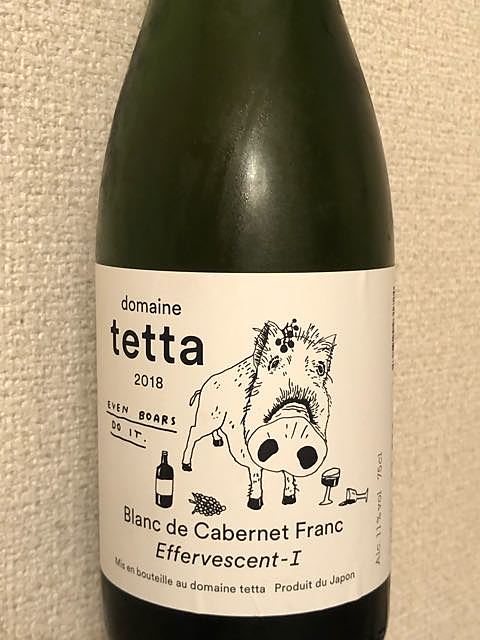 domaine
tetta
2018
EVEN BOARS
DO IT.
Blanc de Cabernet Franc
Effervescent-I
Mis en bouteille au domaine tetta Produit du Japon
Alc 11%vol 75cl